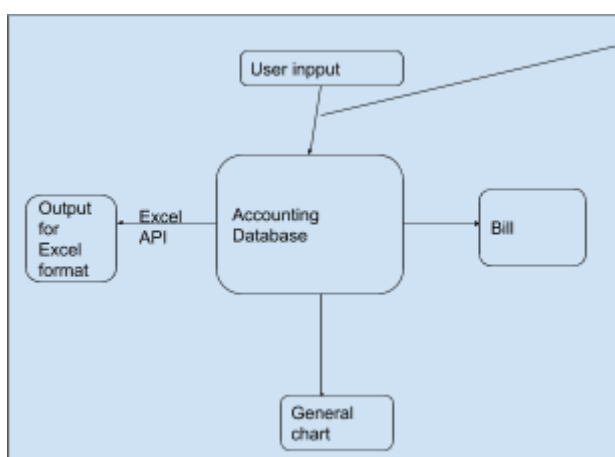 User inpput
Output
for
Excel
format
Excel
API
Accounting
Database
Bill
General
chart